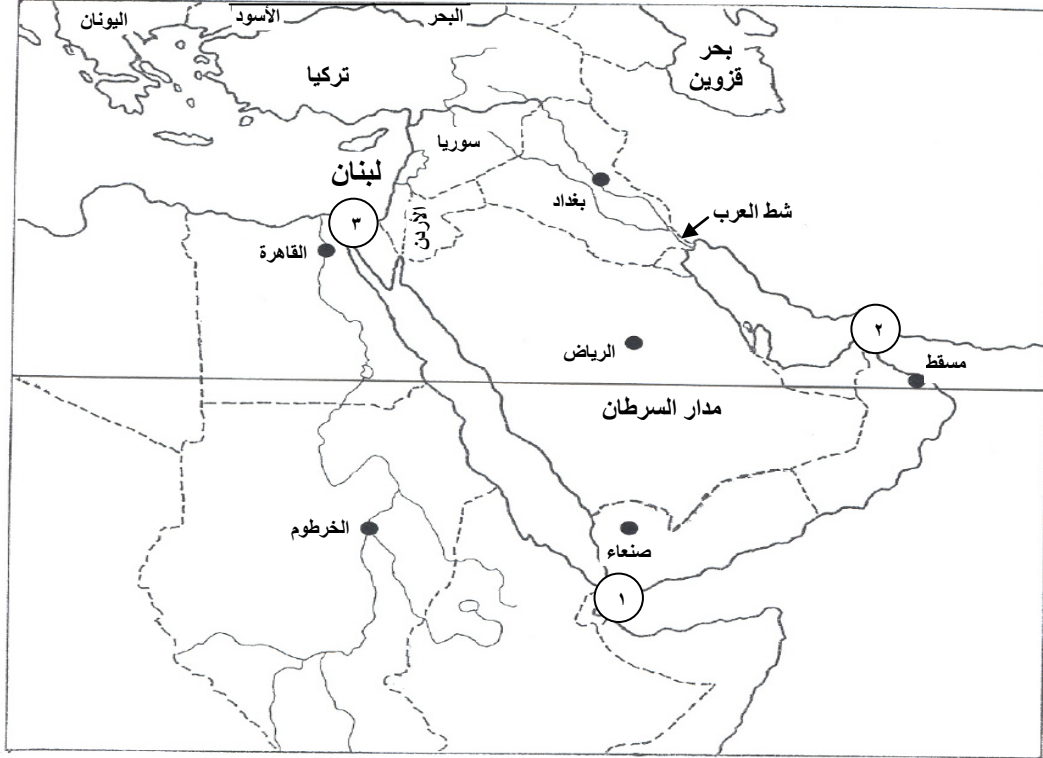 اليونان
الأسود
البحر
بحر
قزوين
تركيا
سوريا
لبنان
٣
الأردن
بغداد
شط العرب
القاهرة
٢
الرياض
مسقط
مدار السرطان
الخرطوم
صنعاء
١